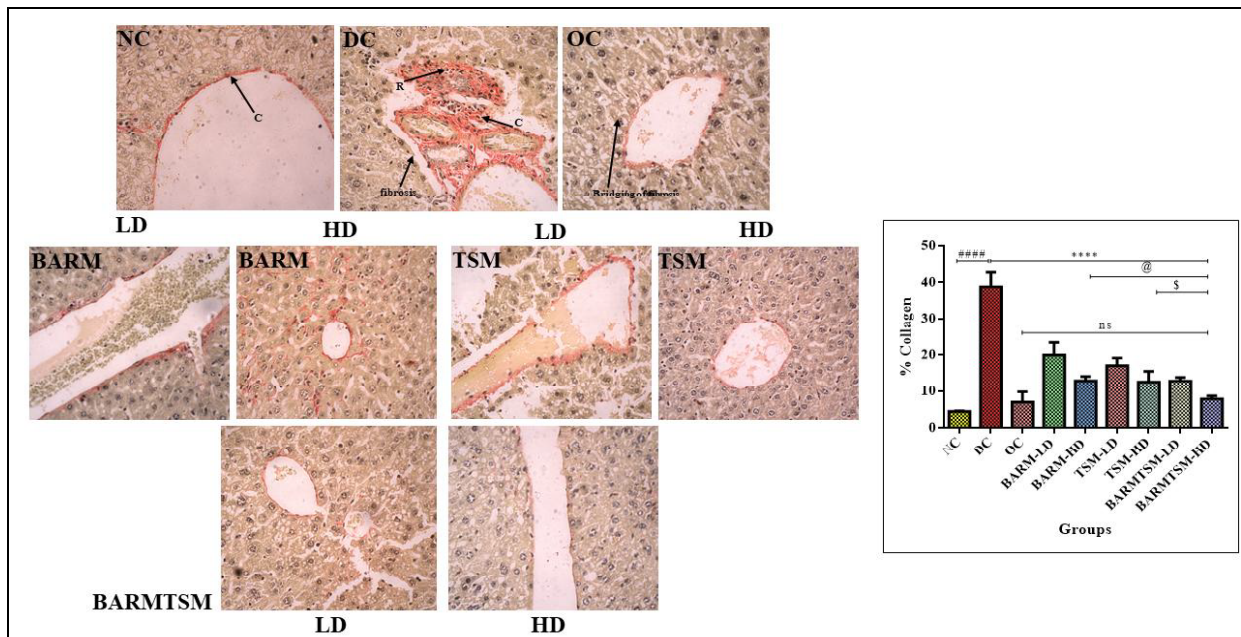 NC DC OC
R
C
C
fibrosis
LD HD LD HD
BARM BARM TSM TSM
BARMTSM
LD HD
% Collagen
50
40
30
20
10
0
####
****
@
$
ns
NC
DC
OC
BARM-LD
BARM-HD
TSM-LD
TSM-HD
BARMTSM-LD
BARMTSM-HD
Groups